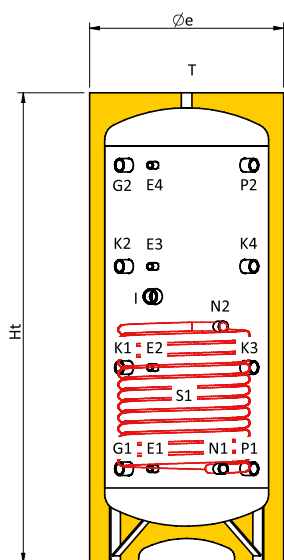 Øe
T
G2 E4 P2
K2 E3 K4
I
N2
K1 E2 K3
S1
G1 E1 N1 P1
Ht